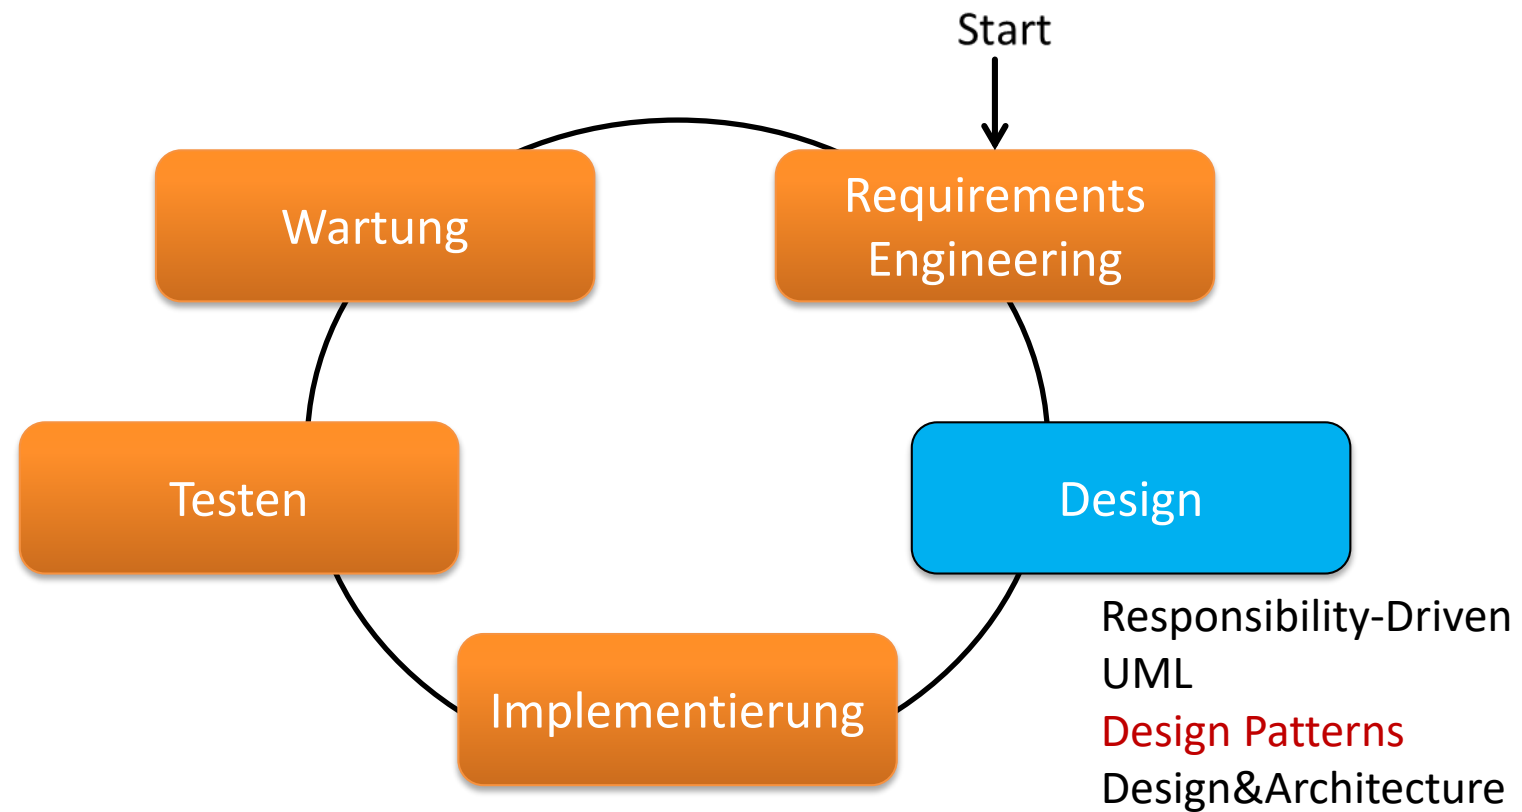 Start
Wartung
Requirements
Engineering
Testen
Design
Implementierung
Responsibility-Driven
UML
Design Patterns
Design&Architecture